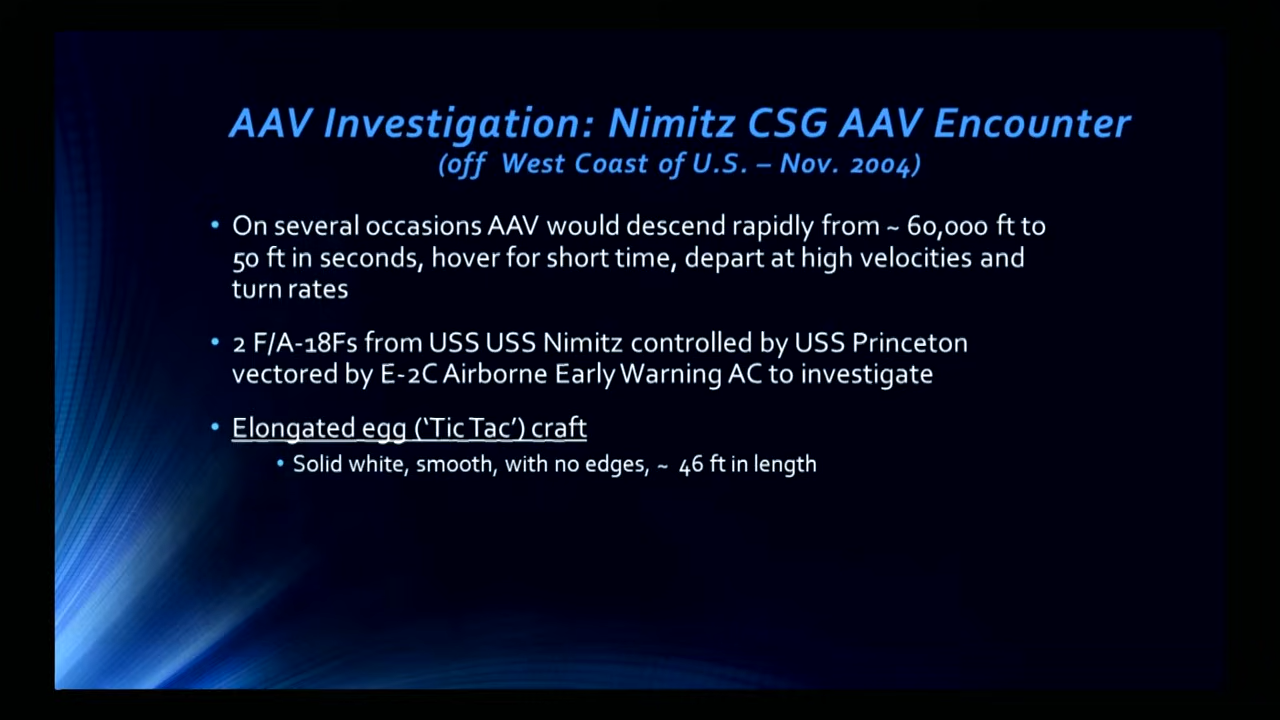 AAV Investigation: Nimitz CSG AAV Encounter
(off West Coast of U.S. – Nov. 2004)
• On several occasions AAV would descend rapidly from ~ 60,000 ft to
50 ft in seconds, hover for short time, depart at high velocities and
turn rates
• 2 F/A-18Fs from USS USS Nimitz controlled by USS Princeton
vectored by E-2C Airborne Early Warning AC to investigate
• Elongated egg (‘Tic Tac’) craft
• Solid white, smooth, with no edges, ~ 46 ft in length